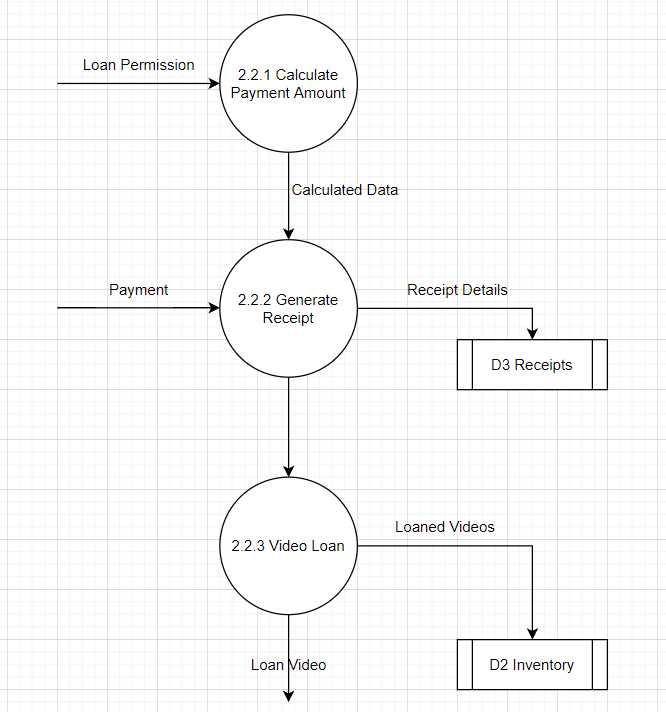 Loan Permission
2.2.1 Calculate
Payment Amount
Calculated Data
Payment
2.2.2 Generate
Receipt
Receipt Details
D3 Receipts
2.2.3 Video Loan
Loaned Videos
Loan Video
D2 Inventory